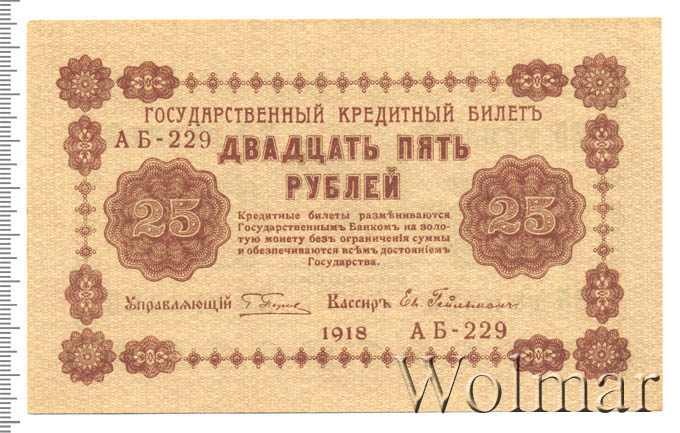 ГОСУДАРСТВЕННЫЙ КРЕДИТНЫЙ БИЛЕТЪ
АБ-229
ДВАДЦАТЬ ПЯТЬ
РУБЛЕЙ
25
25
Кредитные билеты размѣниваются
Государственнымъ Банкомъ на золо-
тую монету безъ ограниченія суммы
и обезпечиваются всѣмъ достояніемъ
Государства.
Управляющій Кассиръ
1918 АБ-229
Wolmar